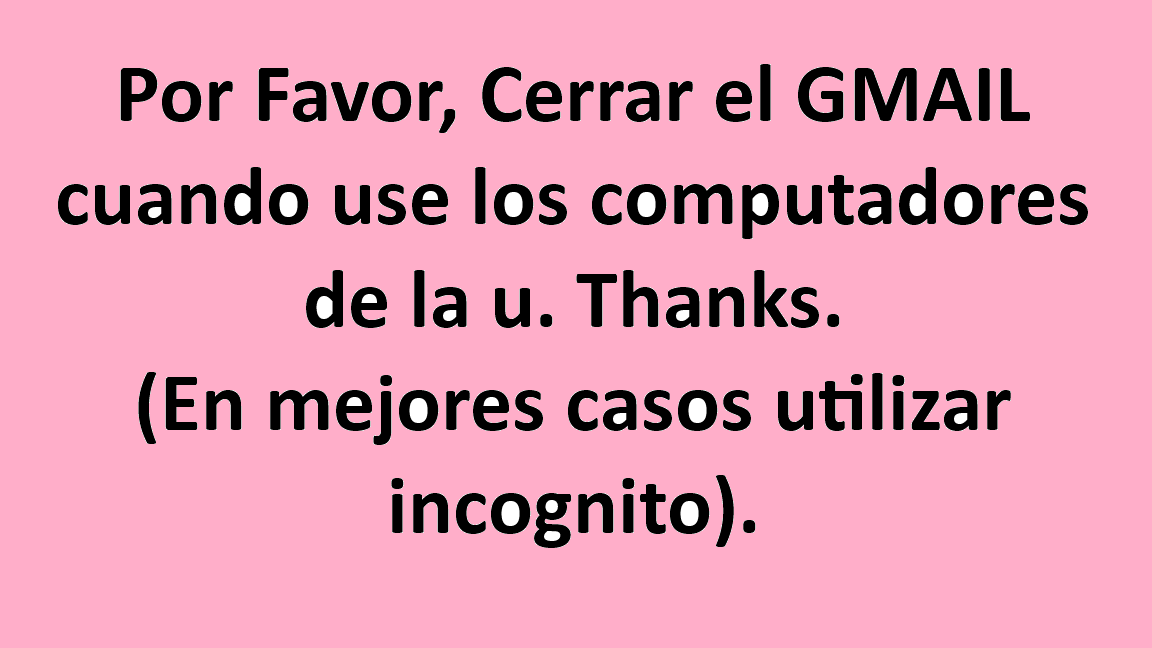 Por Favor, Cerrar el GMAIL
cuando use los computadores
de la u. Thanks.
(En mejores casos utilizar
incognito).